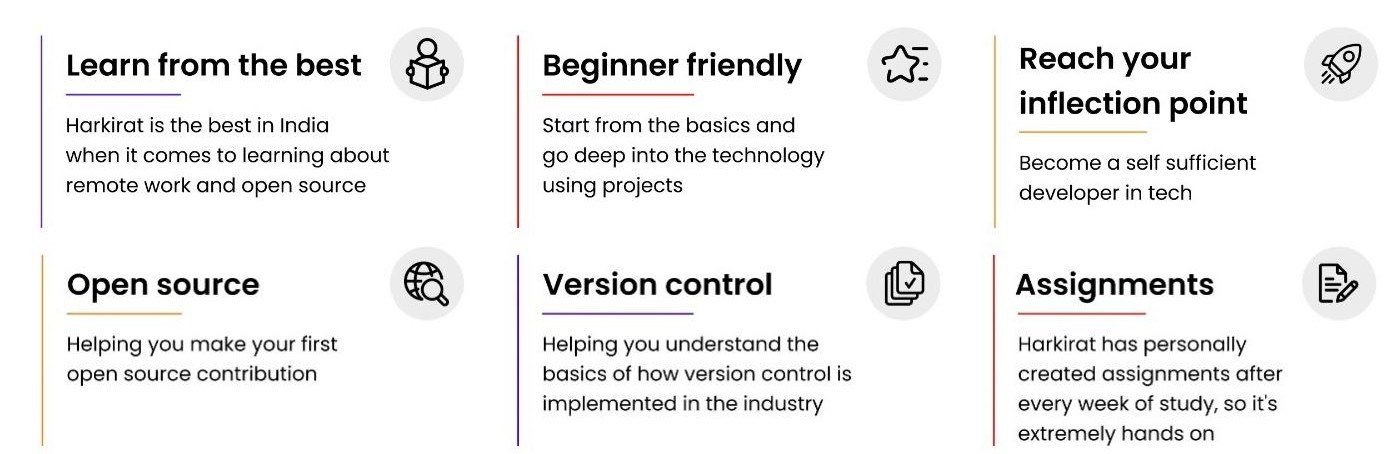 Learn from the best
Harkirat is the best in India
when it comes to learning about
remote work and open source
Beginner friendly
Start from the basics and
go deep into the technology
using projects
Reach your
inflection point
Become a self sufficient
developer in tech
Open source
Helping you make your first
open source contribution
Version control
Helping you understand the
basics of how version control is
implemented in the industry
Assignments
Harkirat has personally
created assignments after
every week of study, so it's
extremely hands on